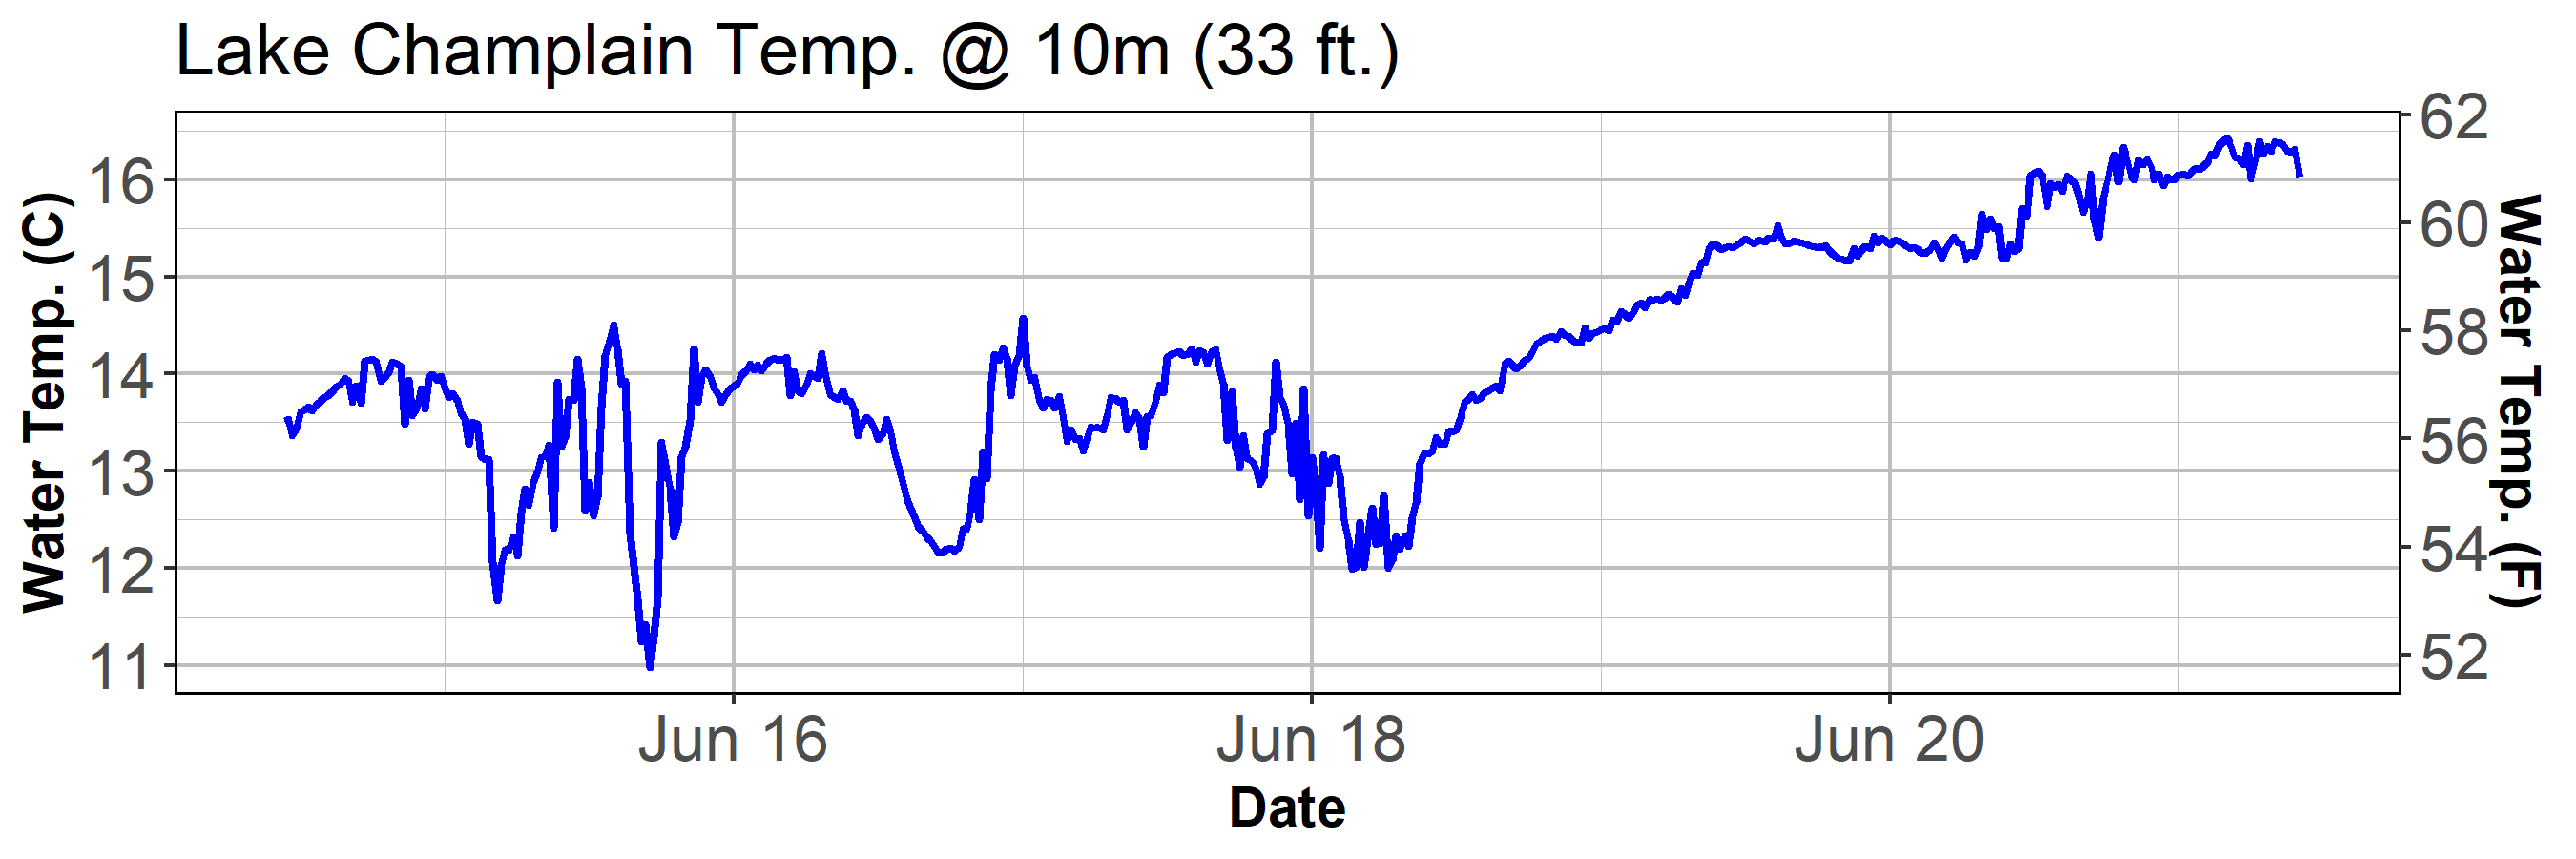 Lake Champlain Temp. @ 10m (33 ft.)
Water Temp. (C)
16
15
14
13
12
11
62
60
58
56
54
52
Water Temp. (F)
Jun 16
Jun 18
Jun 20
Date